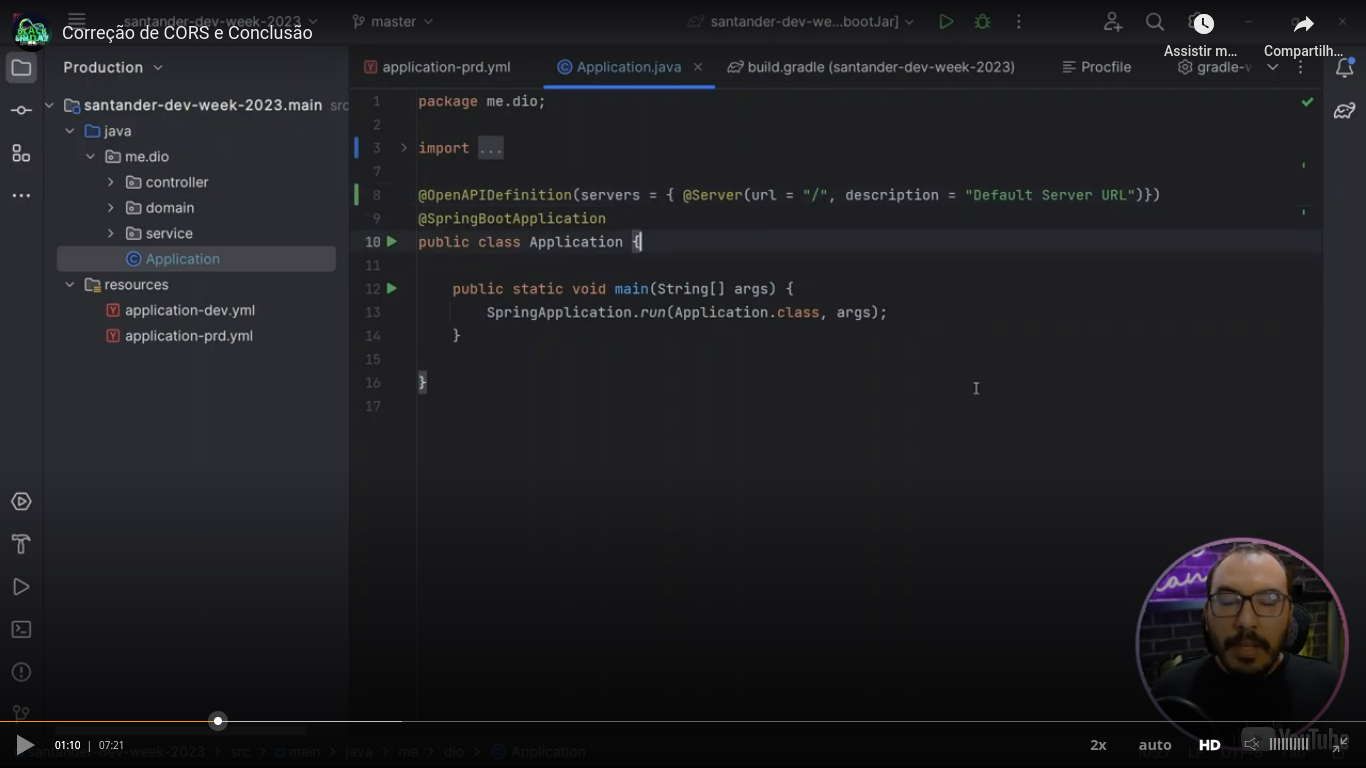 santander-dev-week-2023
master
santander-dev-we...bootJar]
Correção de CORS e Conclusão
Assistir m...
Compartilh...
Production
application-prd.yml
Application.java
build.gradle (santander-dev-week-2023)
Procfile
gradle-v
santander-dev-week-2023.main src
java
me.dio
controller
domain
service
Application
resources
application-dev.yml
application-prd.yml
1 package me.dio;
2
3 import ...
7
8 @OpenAPIDefinition(servers = { @Server(url = "/", description = "Default Server URL")})
9 @SpringBootApplication
10 public class Application {
11
12 public static void main(String[] args) {
13 SpringApplication.run(Application.class, args);
14 }
15
16 }
17
01:10 | 07:21
2x
auto
HD
YouTube
santander-dev-week-2023 > src > main > java > me > dio > Application